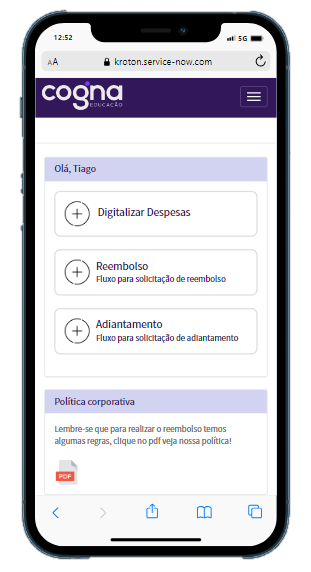 12:52
5G
AA
kroton.service-now.com
cogna
EDUCAÇÃO
Olá, Tiago
Digitalizar Despesas
Reembolso
Fluxo para solicitação de reembolso
Adiantamento
Fluxo para solicitação de adiantamento
Política corporativa
Lembre-se que para realizar o reembolso temos
algumas regras, clique no pdf veja nossa política!
PDF